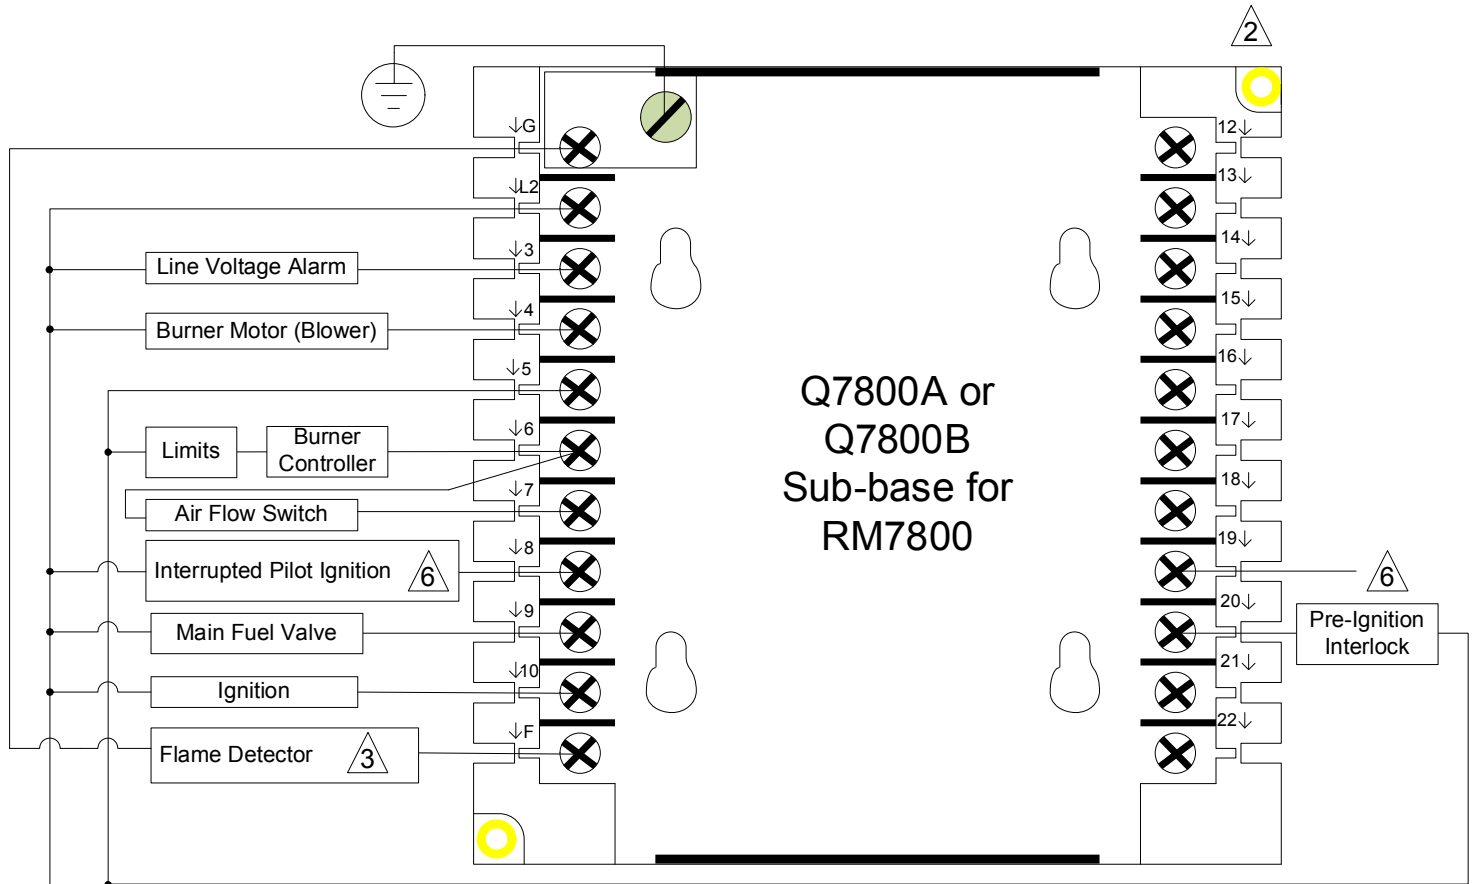 2
G
12
L2
13
3
14
Line Voltage Alarm
4
15
Burner Motor (Blower)
5
16
Q7800A or
Q7800B
Sub-base for
RM7800
6
17
Limits
Burner
Controller
7
18
Air Flow Switch
8
19
Interrupted Pilot Ignition
6
6
9
20
Main Fuel Valve
Pre-Ignition
Interlock
10
21
Ignition
F
22
Flame Detector
3